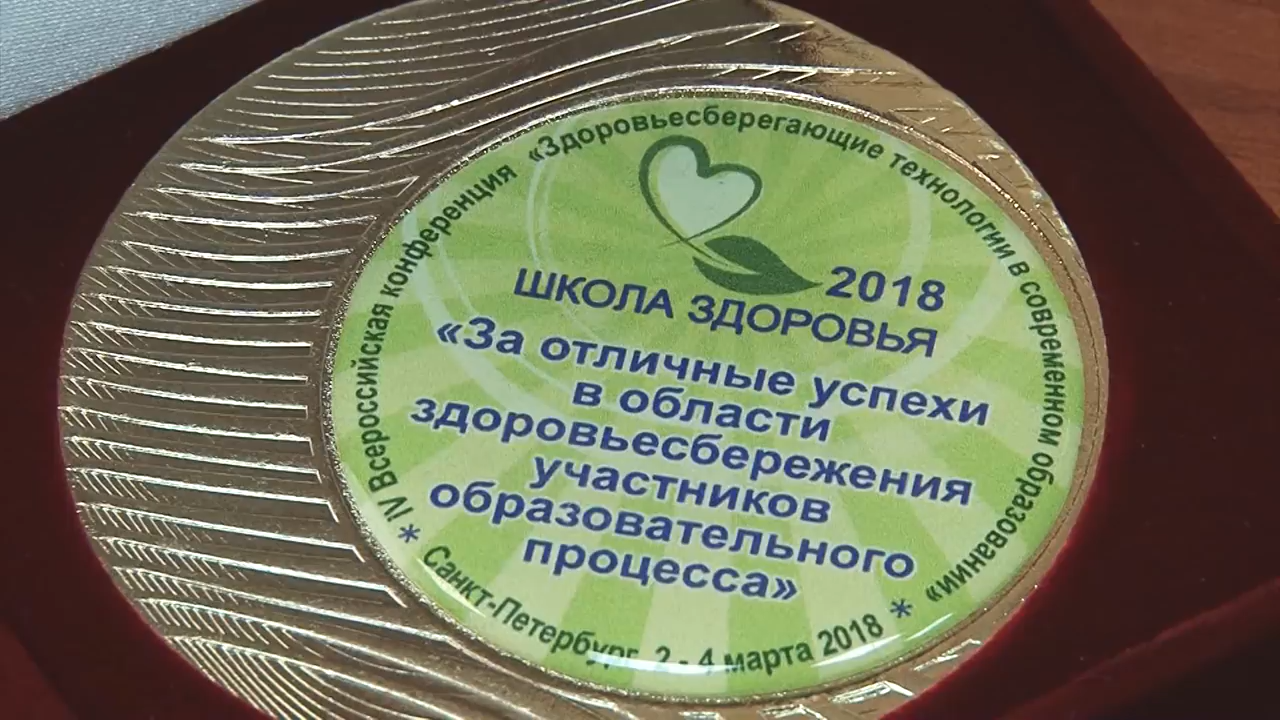 IV Всероссийская конференция «Здоровьесберегающие технологии в современном образовании»
2018
ШКОЛА ЗДОРОВЬЯ
«За отличные успехи
в области
здоровьесбережения
участников
образовательного
процесса»
* Санкт-Петербург, 2 - 4 марта 2018 *